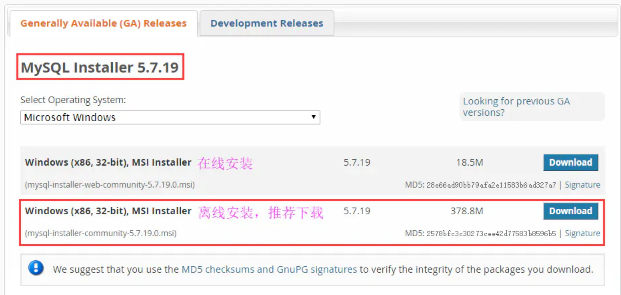 Generally Available (GA) Releases
Development Releases
MySQL Installer 5.7.19
Select Operating System:
Microsoft Windows
Looking for previous GA
versions?
Windows (x86, 32-bit), MSI Installer 在线安装 5.7.19 18.5M Download
(mysql-installer-web-community-5.7.19.0.msi) MD5: | Signature
Windows (x86, 32-bit), MSI Installer 离线安装，推荐下载 5.7.19 378.8M Download
(mysql-installer-community-5.7.19.0.msi) MD5: | Signature
We suggest that you use the MD5 checksums and GnuPG signatures to verify the integrity of the packages you download.